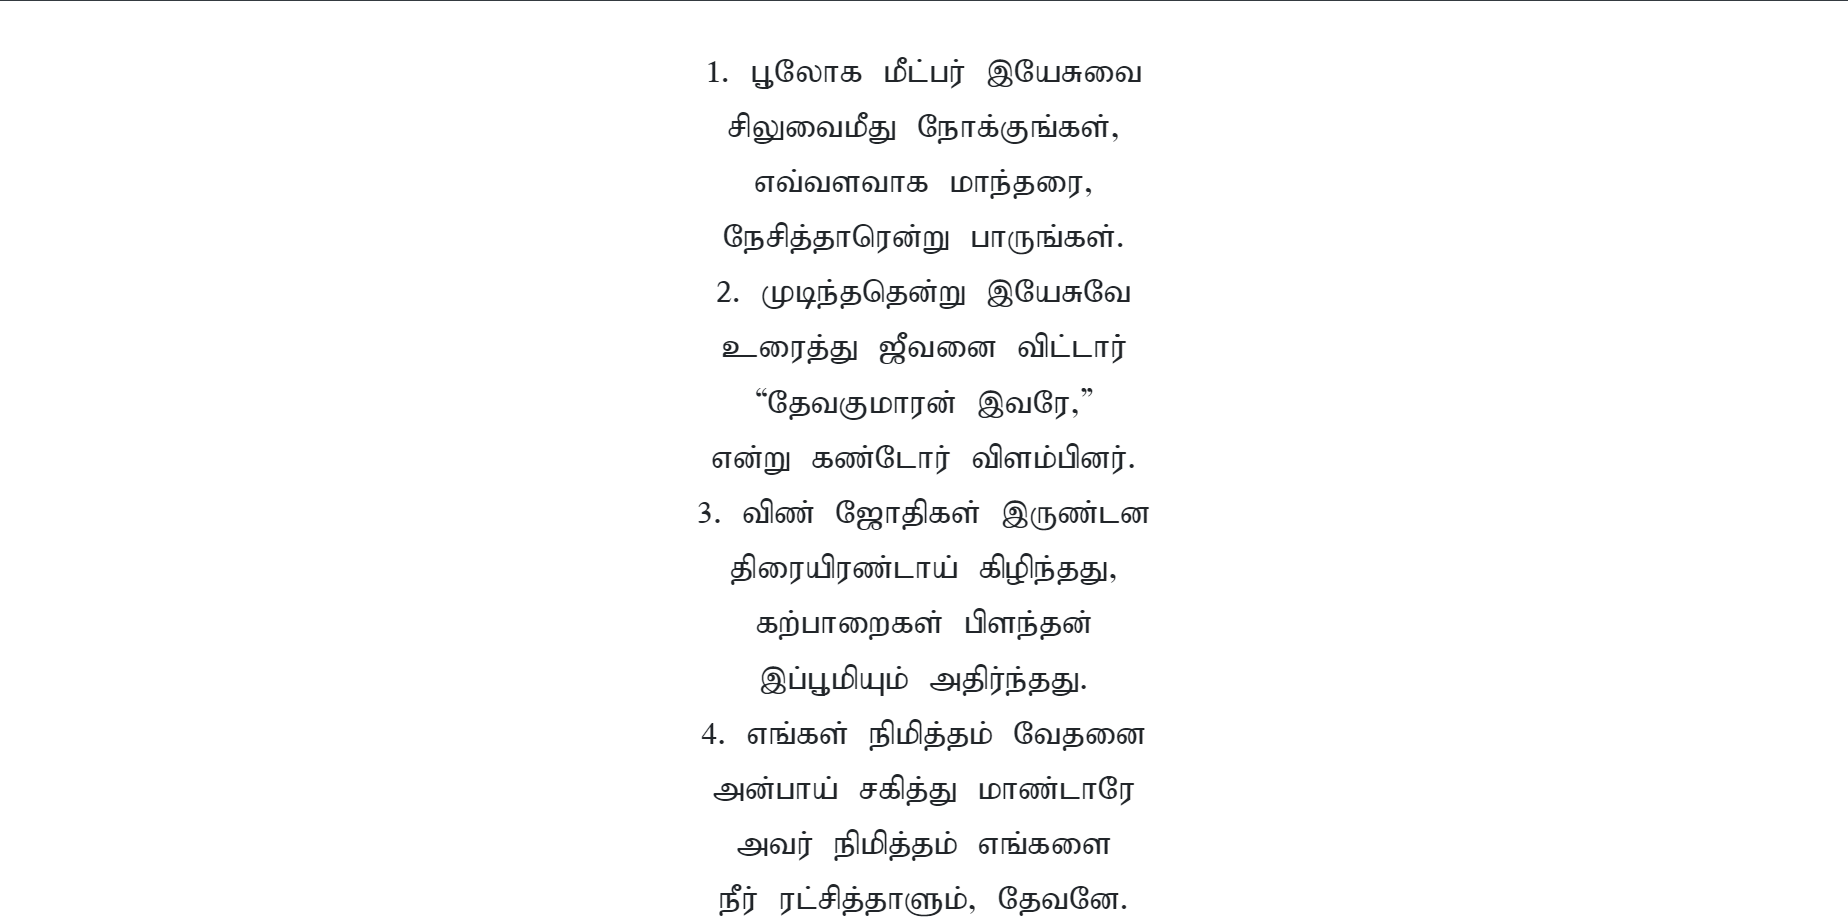 1. பூலோக மீட்பர் இயேசுவை
சிலுவைமீது நோக்குங்கள்,
எவ்வளவாக மாந்தரை,
நேசித்தாரென்று பாருங்கள்.
2. முடிந்ததென்று இயேசுவே
உரைத்து ஜீவனை விட்டார்
“தேவகுமாரன் இவரே,”
என்று கண்டோர் விளம்பினர்.
3. விண் ஜோதிகள் இருண்டன
திரையிரண்டாய் கிழிந்தது,
கற்பாறைகள் பிளந்தன்
இப்பூமியும் அதிர்ந்தது.
4. எங்கள் நிமித்தம் வேதனை
அன்பாய் சகித்து மாண்டாரே
அவர் நிமித்தம் எங்களை
நீர் ரட்சித்தாளும், தேவனே.